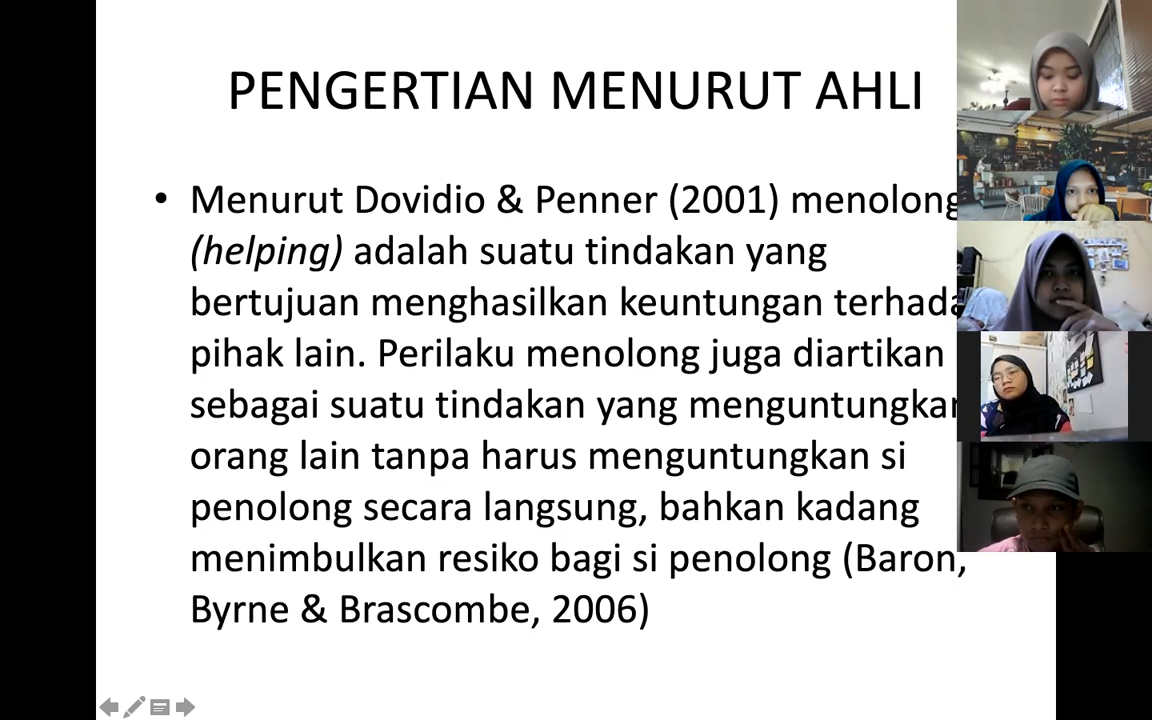 PENGERTIAN MENURUT AHLI
• Menurut Dovidio & Penner (2001) menolong
(helping) adalah suatu tindakan yang
bertujuan menghasilkan keuntungan terhada
pihak lain. Perilaku menolong juga diartikan
sebagai suatu tindakan yang menguntungkan
orang lain tanpa harus menguntungkan si
penolong secara langsung, bahkan kadang
menimbulkan resiko bagi si penolong (Baron,
Byrne & Brascombe, 2006)